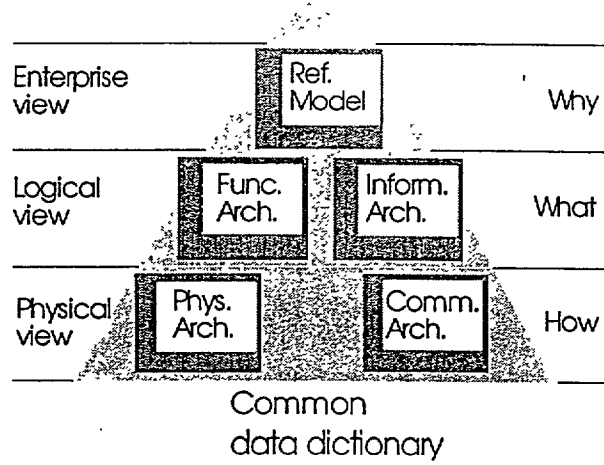 Enterprise
view
Ref.
Model
Why
Logical
view
Func.
Arch.
Inform.
Arch.
What
Physical
view
Phys.
Arch.
Comm.
Arch.
How
Common
data dictionary